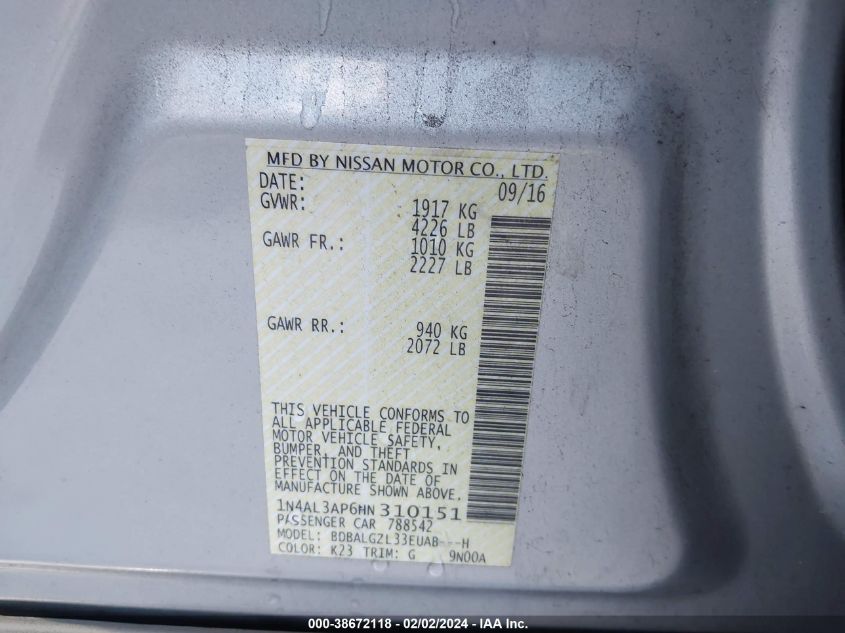 MFD BY NISSAN MOTOR CO., LTD.
DATE: 09/16
GVWR: 1917 KG
4226 LB
GAWR FR.: 1010 KG
2227 LB
GAWR RR.: 940 KG
2072 LB
THIS VEHICLE CONFORMS TO
ALL APPLICABLE FEDERAL
MOTOR VEHICLE SAFETY,
BUMPER, AND THEFT
PREVENTION STANDARDS IN
EFFECT ON THE DATE OF
MANUFACTURE SHOWN ABOVE.
1N4AL3AP6HN 310151
PASSENGER CAR 788542
MODEL: BDBALGZL33EUAB---H
COLOR: K23 TRIM: G 9N00A
000-38672118 - 02/02/2024 - IAA Inc.